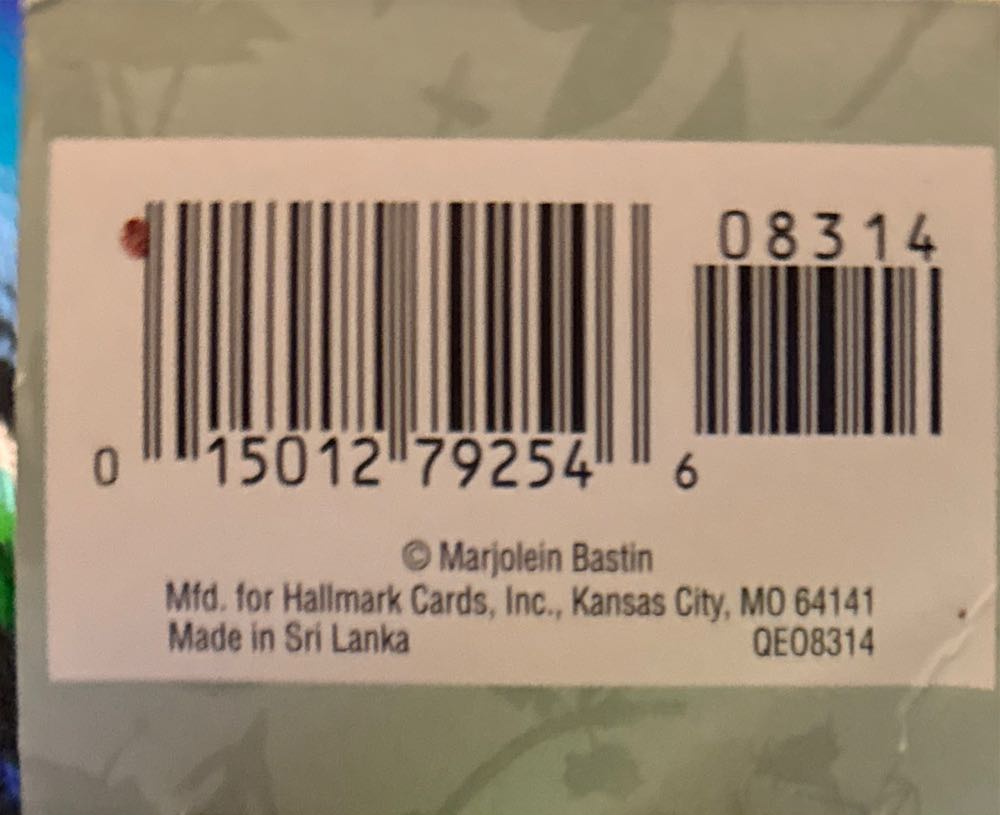 08314
0 15012 79254 6
© Marjolein Bastin
Mfd. for Hallmark Cards, Inc., Kansas City, MO 64141
Made in Sri Lanka QEO8314